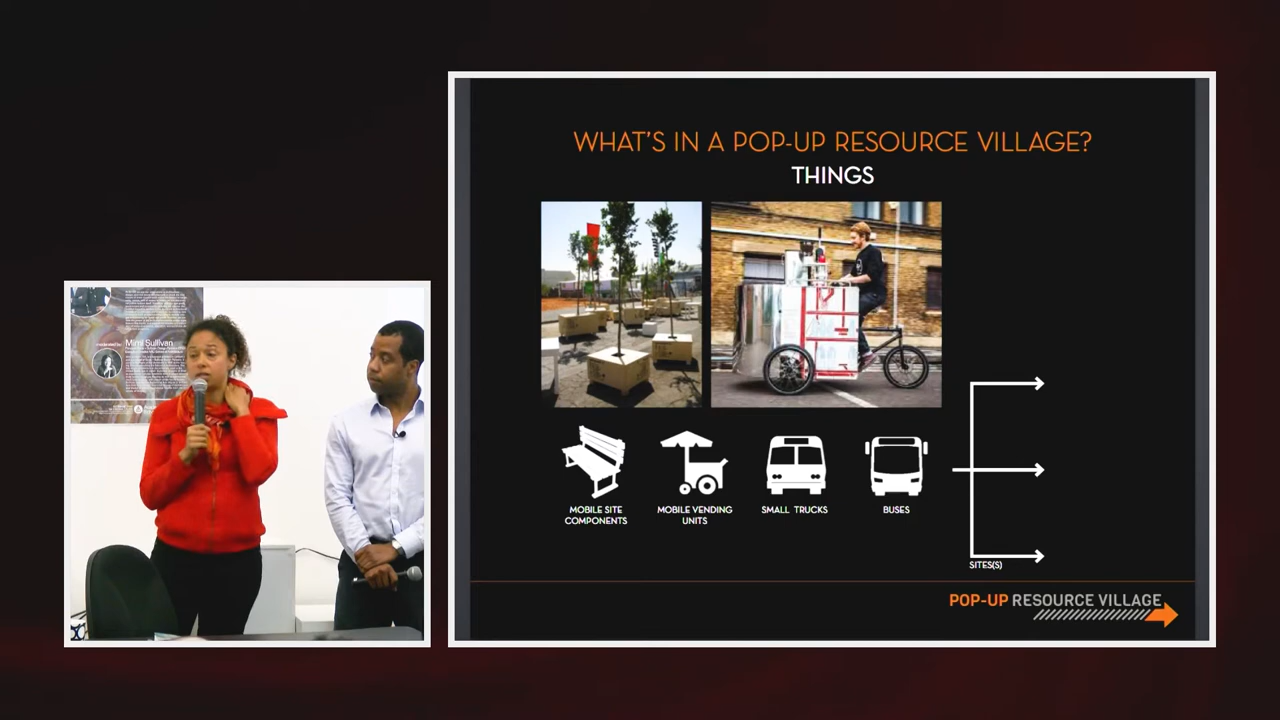 Mimi Sullivan
WHAT'S IN A POP-UP RESOURCE VILLAGE?
THINGS
MOBILE SITE
COMPONENTS
MOBILE VENDING
UNITS
SMALL TRUCKS
BUSES
SITES(S)
POP-UP RESOURCE VILLAGE